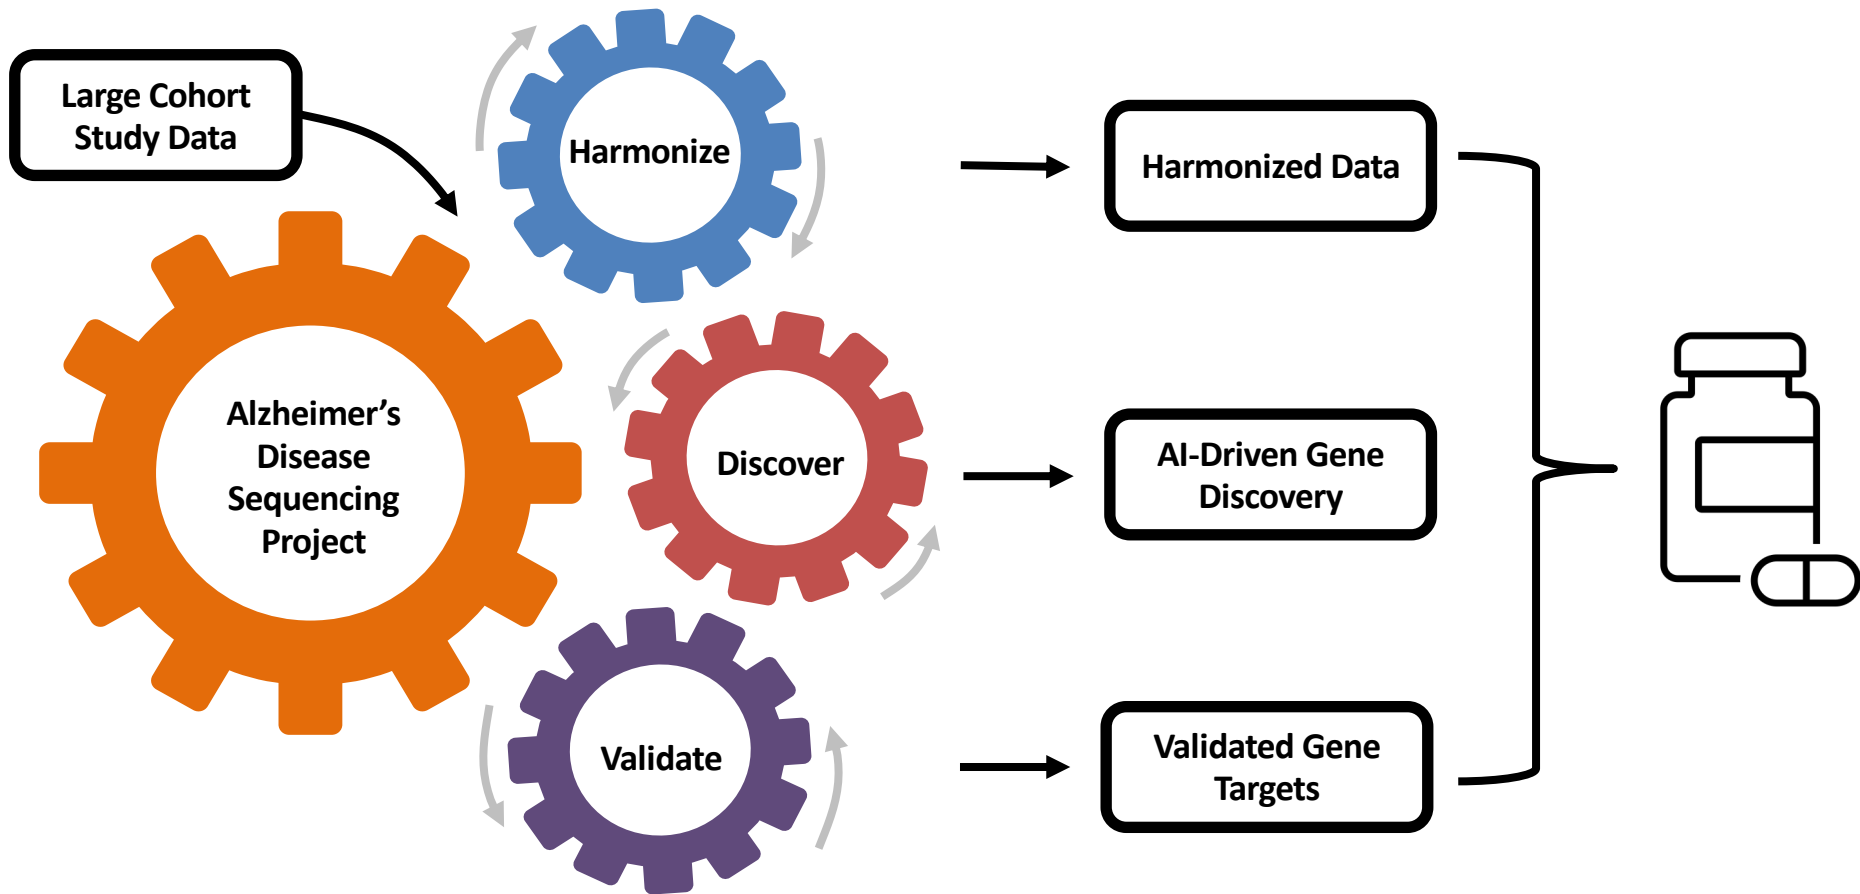 Large Cohort
Study Data
Harmonize
Harmonized Data
Alzheimer’s
Disease
Sequencing
Project
Discover
AI-Driven Gene
Discovery
Validate
Validated Gene
Targets